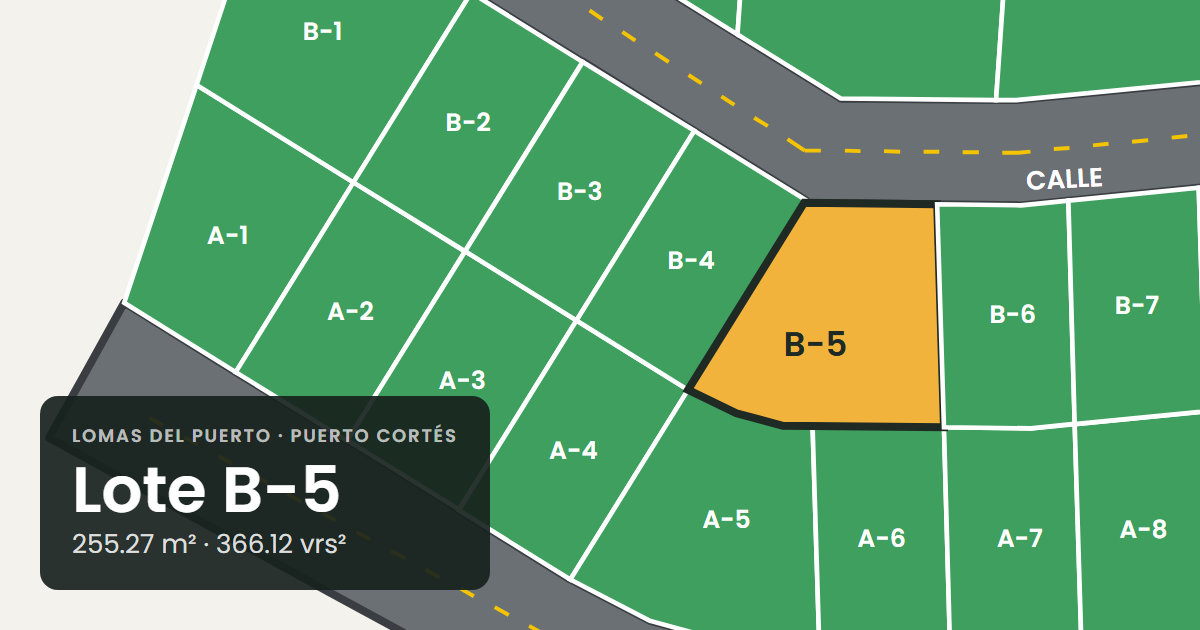 B-1
B-2
B-3
B-4
CALLE
A-1
A-2
A-3
A-4
B-5
B-6
B-7
A-5
A-6
A-7
A-8
LOMAS DEL PUERTO · PUERTO CORTÉS
Lote B-5
255.27 m² · 366.12 vrs²